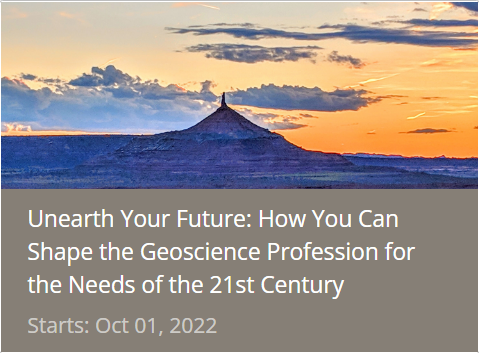 Unearth Your Future: How You Can
Shape the Geoscience Profession for
the Needs of the 21st Century
Starts: Oct 01, 2022